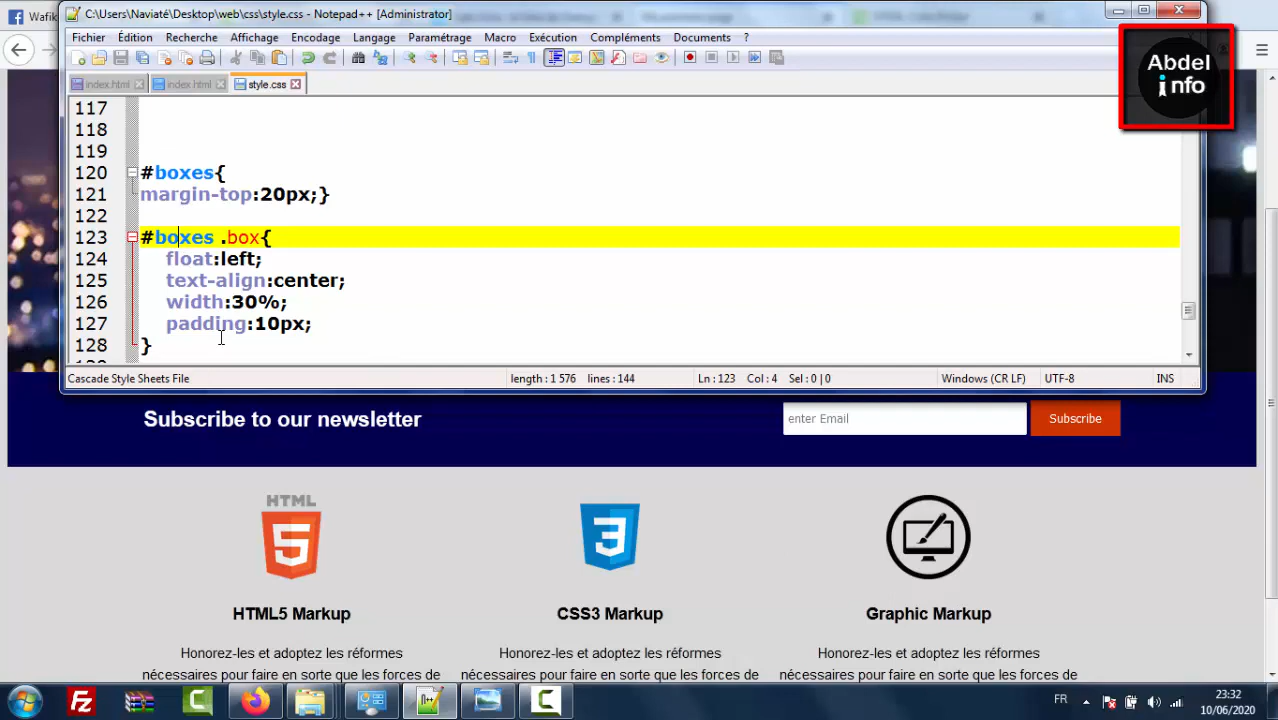 Wafik
C:\Users\Naviaté\Desktop\web\css\style.css - Notepad++ [Administrator]
Fichier Édition Recherche Affichage Encodage Langage Paramétrage Macro Exécution Compléments Documents ?
index.html index.html style.css
Abdel
info
117
118
119
120 #boxes{
121 margin-top:20px;}
122
123 #boxes .box{
124 float:left;
125 text-align:center;
126 width:30%;
127 padding:10px;
128 }
Cascade Style Sheets File length : 1 576 lines : 144 Ln : 123 Col : 4 Sel : 0 | 0 Windows (CR LF) UTF-8 INS
Subscribe to our newsletter enter Email Subscribe
HTML
5 3
HTML5 Markup CSS3 Markup Graphic Markup
Honorez-les et adoptez les réformes Honorez-les et adoptez les réformes Honorez-les et adoptez les réformes
nécessaires pour faire en sorte que les forces de nécessaires pour faire en sorte que les forces de nécessaires pour faire en sorte que les forces de
FR 23:32
10/06/2020